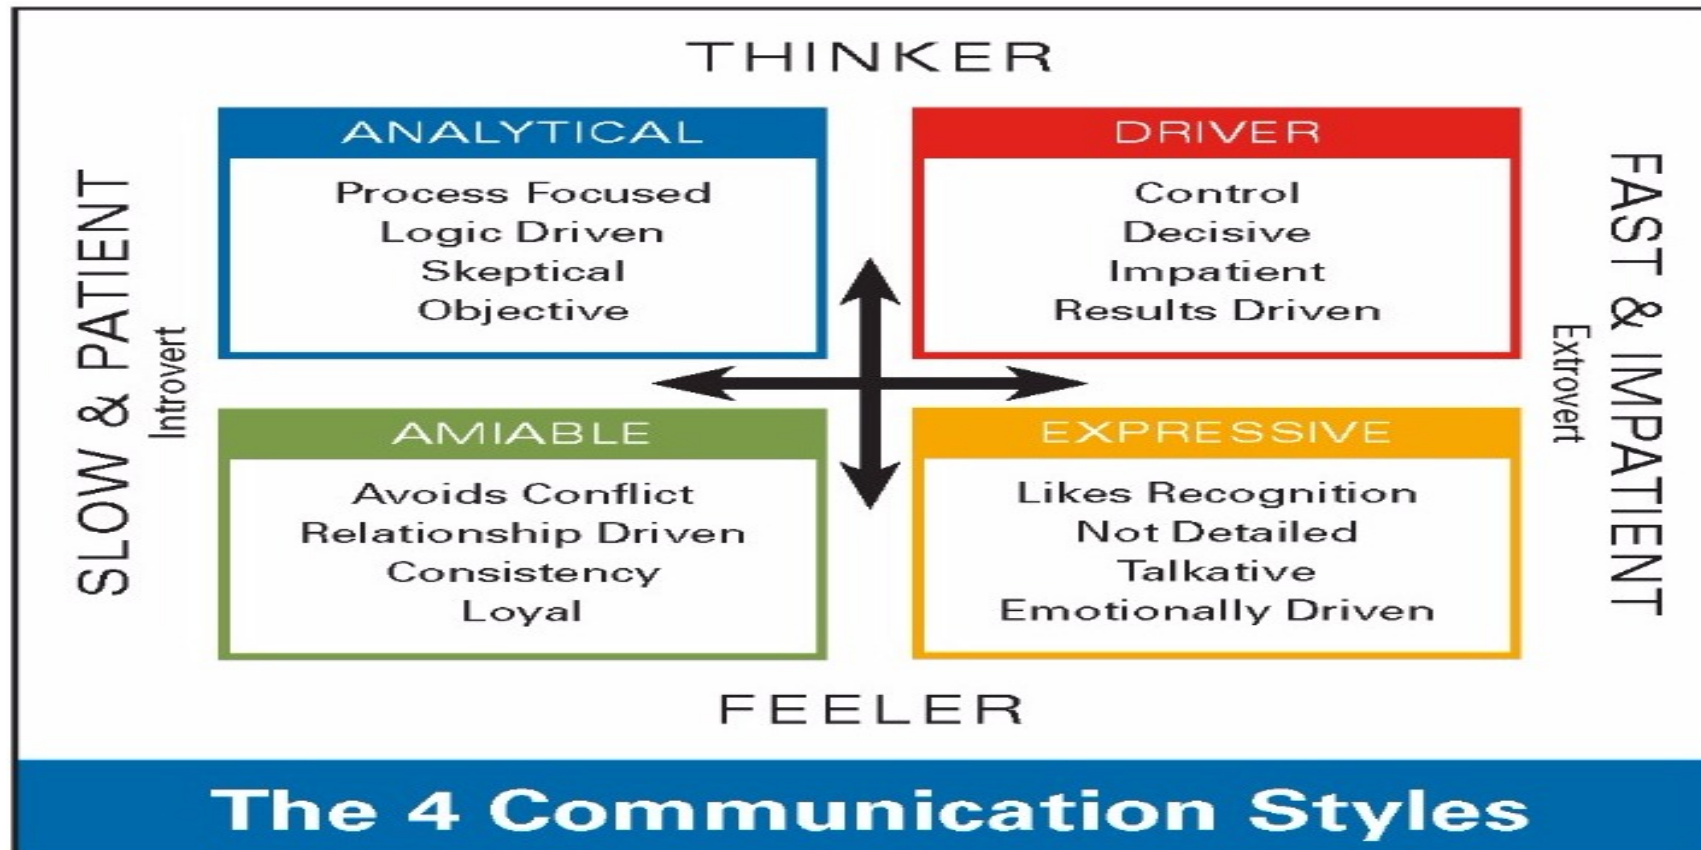 THINKER
SLOW & PATIENT
Introvert
ANALYTICAL
Process Focused
Logic Driven
Skeptical
Objective
DRIVER
Control
Decisive
Impatient
Results Driven
AMIABLE
Avoids Conflict
Relationship Driven
Consistency
Loyal
EXPRESSIVE
Likes Recognition
Not Detailed
Talkative
Emotionally Driven
Extrovert
FAST & IMPATIENT
FEELER
The 4 Communication Styles